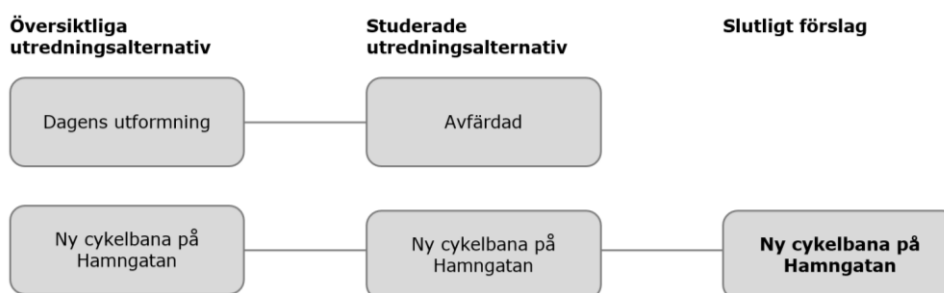 Översiktliga
utredningsalternativ
Studerade
utredningsalternativ
Slutligt förslag
Dagens utformning
Avfärdad
Ny cykelbana på
Hamngatan
Ny cykelbana på
Hamngatan
Ny cykelbana på
Hamngatan